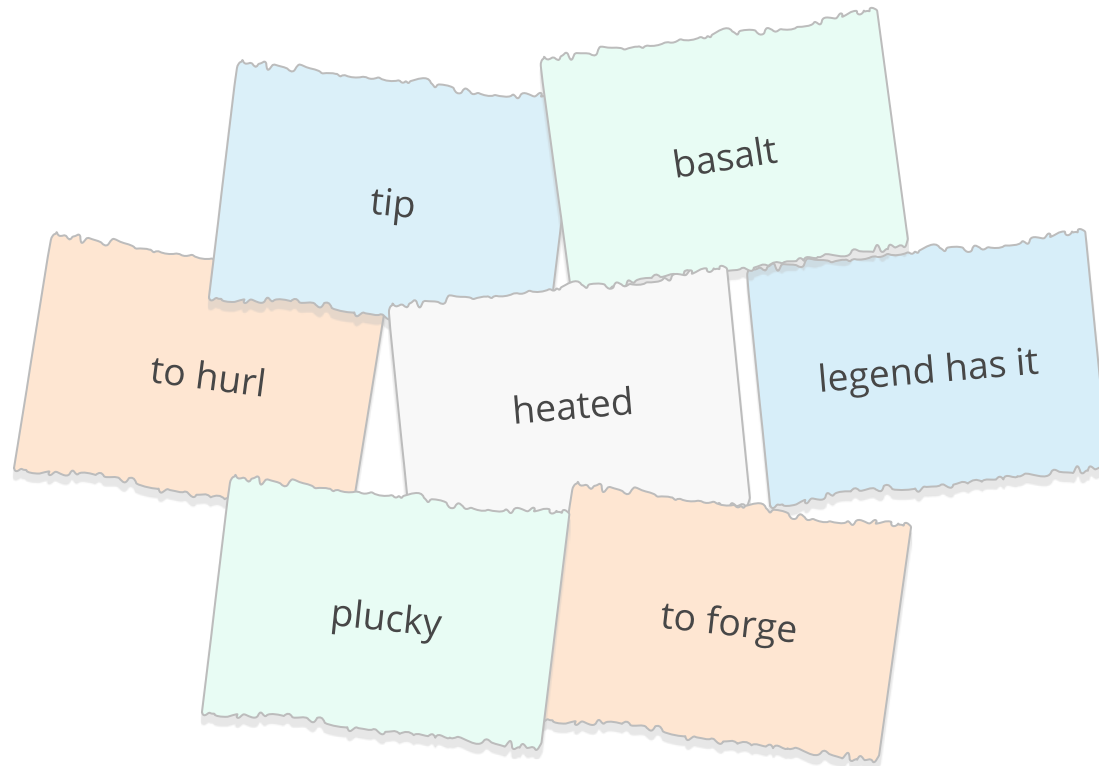 tip
basalt
to hurl
heated
legend has it
plucky
to forge